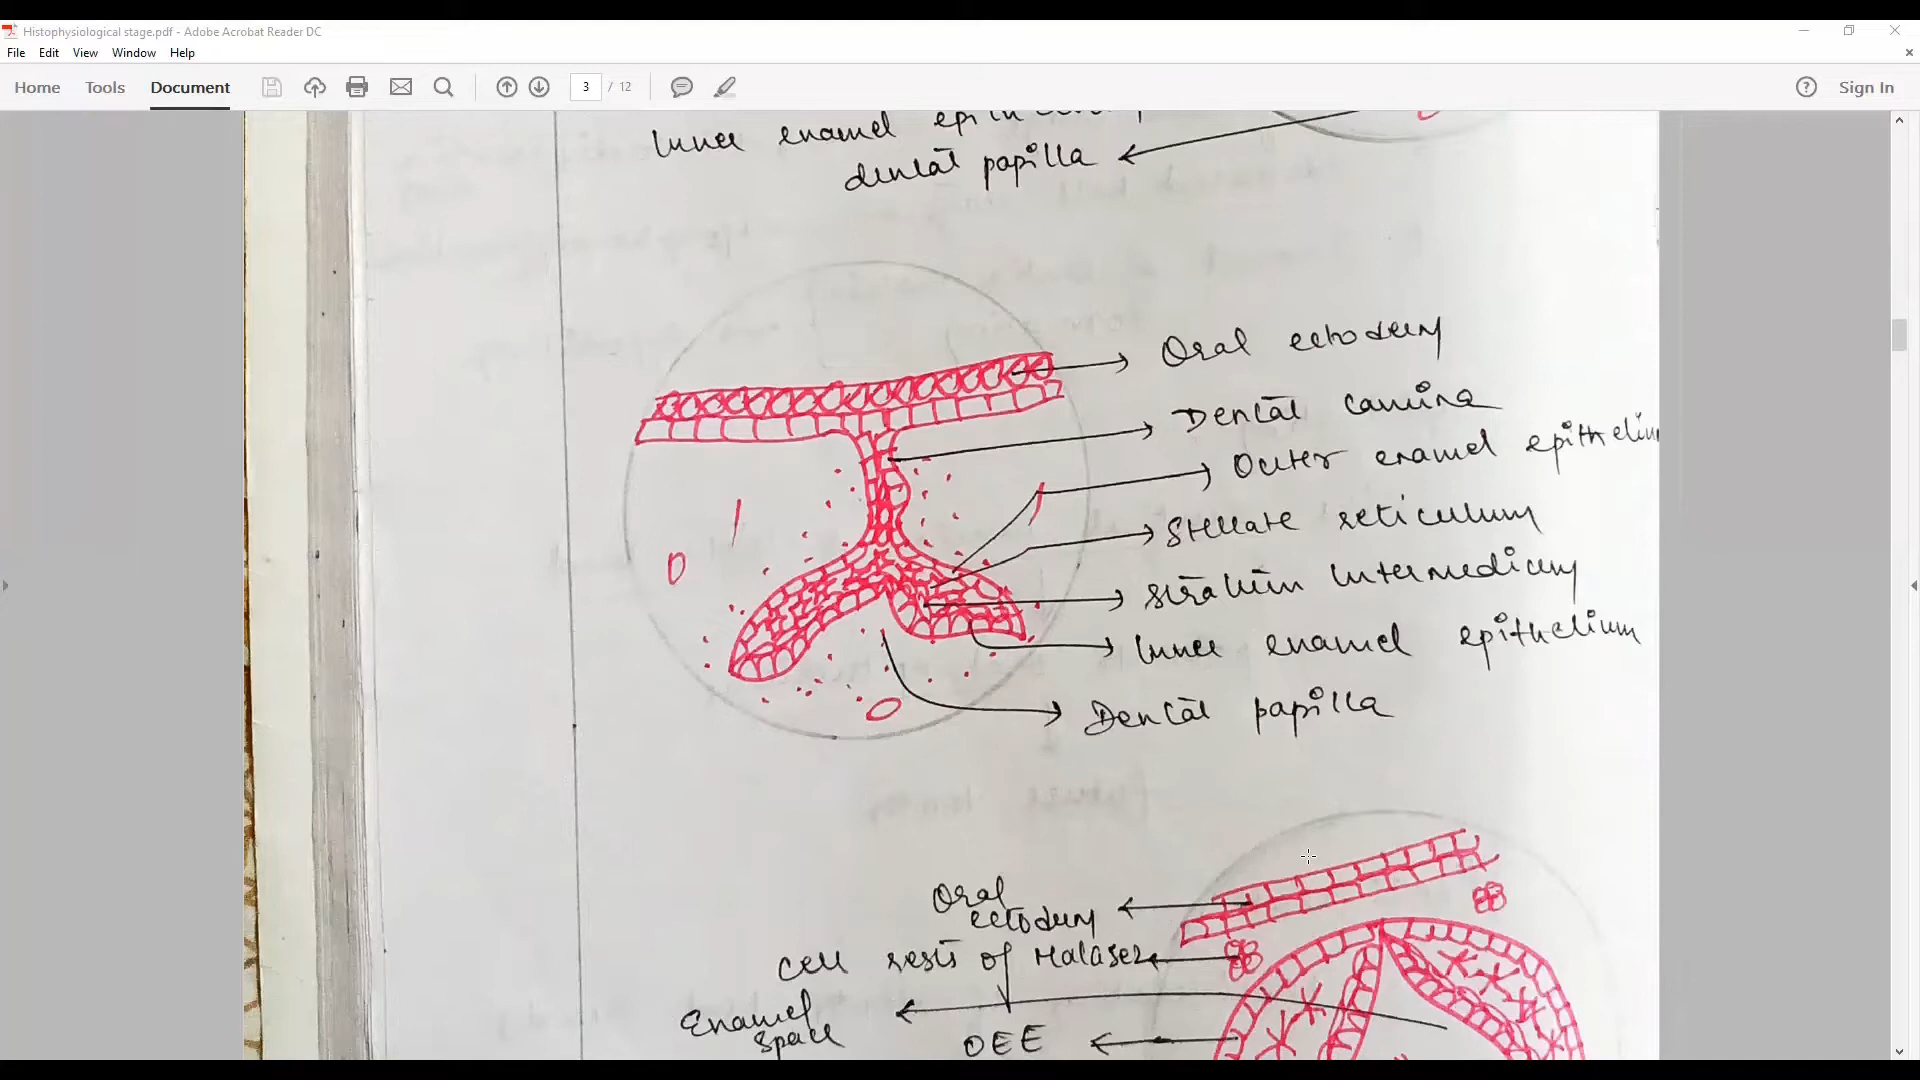 Histophysiological stage.pdf - Adobe Acrobat Reader DC
File Edit View Window Help
Home Tools Document 3 / 12 Sign In
Inner enamel
dental papilla
Oral ectoderm
Dental lamina
Outer enamel epithelium
Stellate reticulum
Stratum Intermedium
Inner enamel epithelium
Dental papilla
Oral
ectoderm
Cell rests of Malasez
Enamel
space
OEE